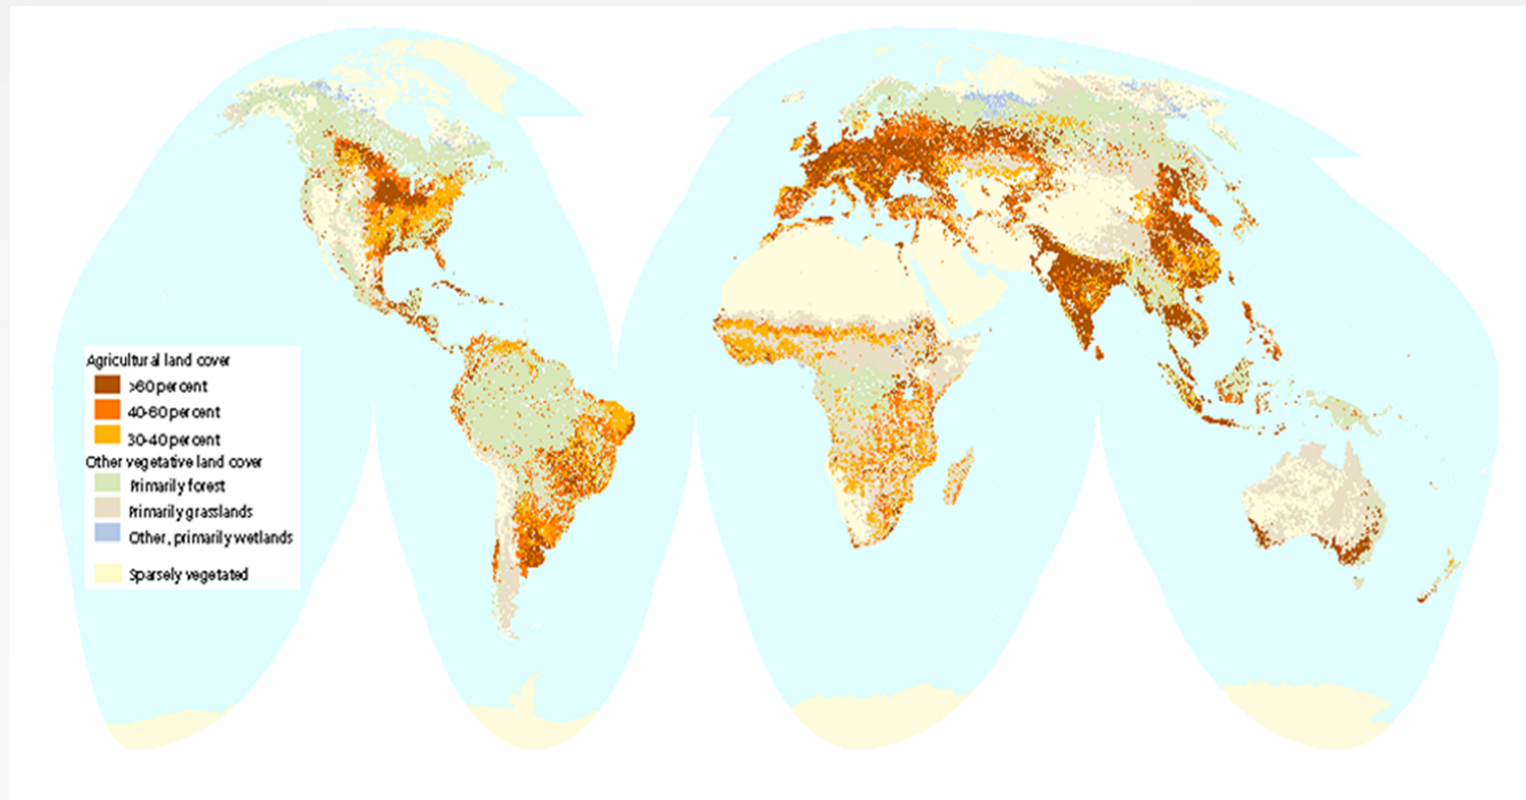 Agricultural land cover
>60 percent
40-60 percent
30-40 percent
Other vegetative land cover
Primarily forest
Primarily grasslands
Other, primarily wetlands
Sparsely vegetated